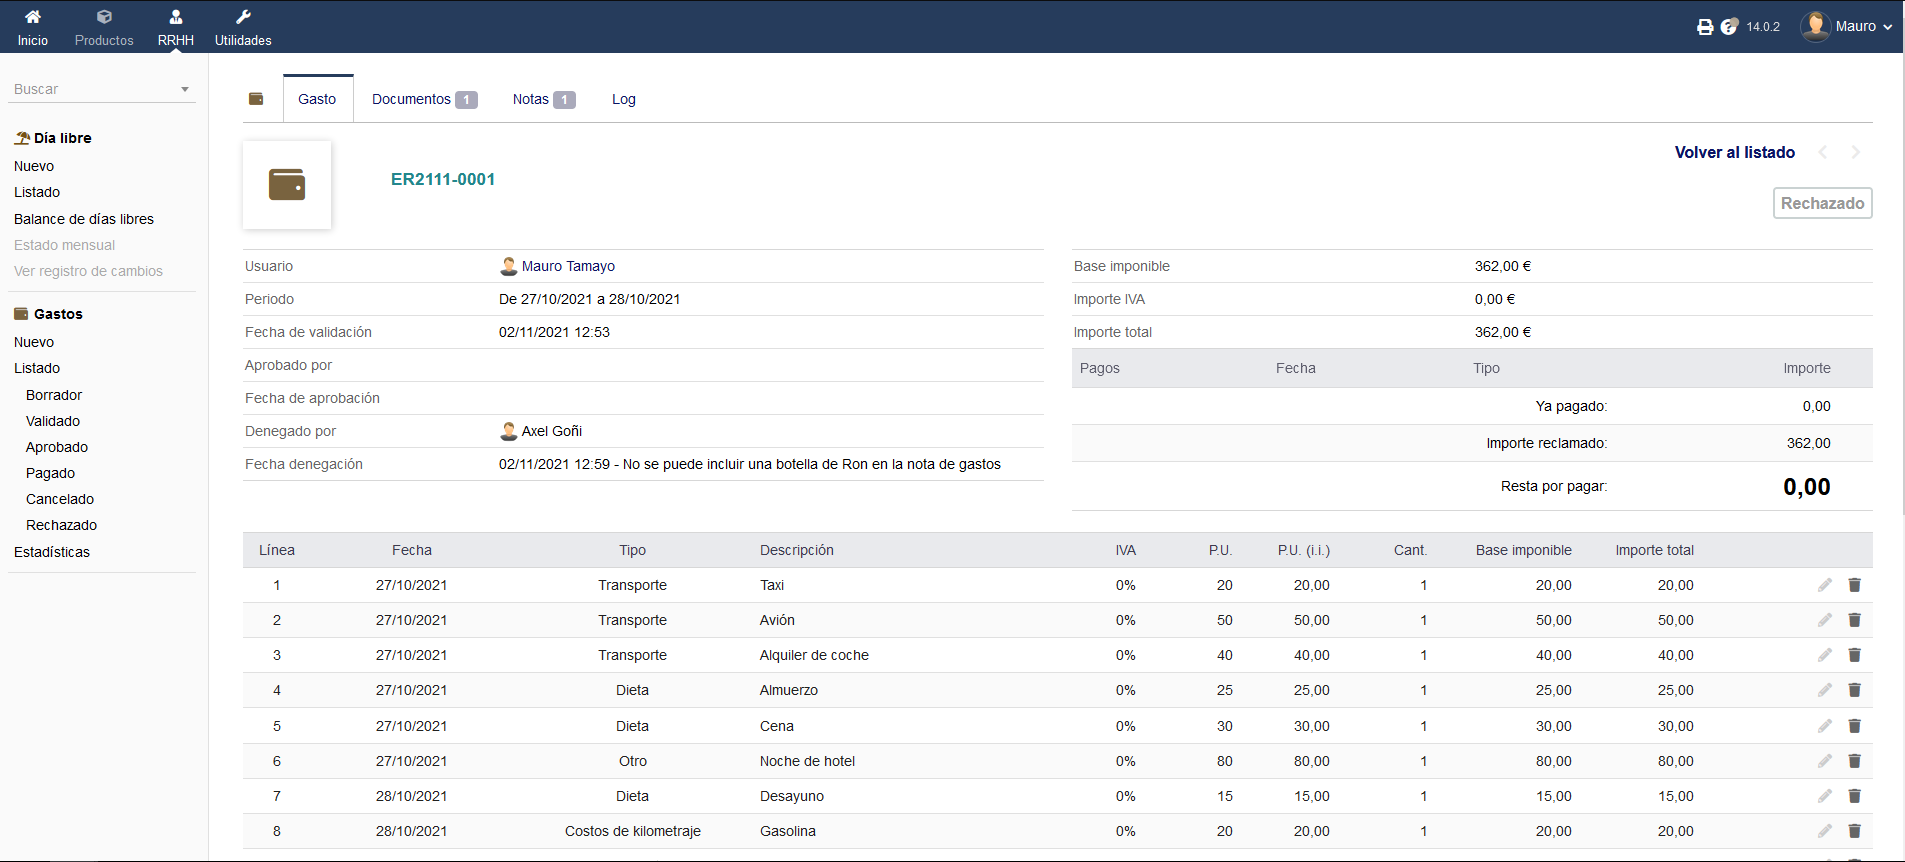 Inicio Productos RRHH Utilidades 14.0.2 Mauro
Buscar
Día libre
Nuevo
Listado
Balance de días libres
Estado mensual
Ver registro de cambios
Gastos
Nuevo
Listado
Borrador
Validado
Aprobado
Pagado
Cancelado
Rechazado
Estadísticas
Gasto Documentos 1 Notas 1 Log
Volver al listado
ER2111-0001
Rechazado
Usuario Mauro Tamayo
Periodo De 27/10/2021 a 28/10/2021
Fecha de validación 02/11/2021 12:53
Aprobado por
Fecha de aprobación
Denegado por Axel Goñi
Fecha denegación 02/11/2021 12:59 - No se puede incluir una botella de Ron en la nota de gastos
Base imponible 362,00 €
Importe IVA 0,00 €
Importe total 362,00 €
Pagos Fecha Tipo Importe
Ya pagado: 0,00
Importe reclamado: 362,00
Resta por pagar: 0,00
Línea Fecha Tipo Descripción IVA P.U. P.U. (i.i.) Cant. Base imponible Importe total
1 27/10/2021 Transporte Taxi 0% 20 20,00 1 20,00 20,00
2 27/10/2021 Transporte Avión 0% 50 50,00 1 50,00 50,00
3 27/10/2021 Transporte Alquiler de coche 0% 40 40,00 1 40,00 40,00
4 27/10/2021 Dieta Almuerzo 0% 25 25,00 1 25,00 25,00
5 27/10/2021 Dieta Cena 0% 30 30,00 1 30,00 30,00
6 27/10/2021 Otro Noche de hotel 0% 80 80,00 1 80,00 80,00
7 28/10/2021 Dieta Desayuno 0% 15 15,00 1 15,00 15,00
8 28/10/2021 Costos de kilometraje Gasolina 0% 20 20,00 1 20,00 20,00